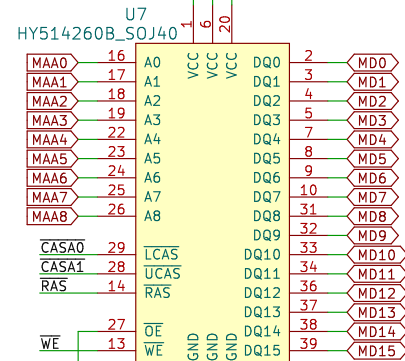 U7
HY514260B_SOJ40
1 6 20
VCC VCC VCC
MAA0 16 A0 DQ0 2 MD0
MAA1 17 A1 DQ1 3 MD1
MAA2 18 A2 DQ2 4 MD2
MAA3 19 A3 DQ3 5 MD3
MAA4 22 A4 DQ4 7 MD4
MAA5 23 A5 DQ5 8 MD5
MAA6 24 A6 DQ6 9 MD6
MAA7 25 A7 DQ7 10 MD7
MAA8 26 A8 DQ8 31 MD8
DQ9 32 MD9
CASA0 29 LCAS DQ10 33 MD10
CASA1 28 UCAS DQ11 34 MD11
RAS 14 RAS DQ12 36 MD12
DQ13 37 MD13
27 OE DQ14 38 MD14
WE 13 WE DQ15 39 MD15
GND GND GND